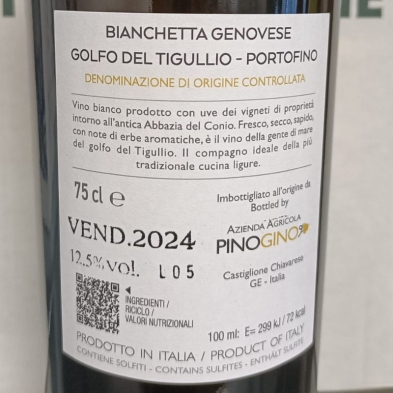 BIANCHETTA GENOVESE
GOLFO DEL TIGULLIO - PORTOFINO
DENOMINAZIONE DI ORIGINE CONTROLLATA
Vino bianco prodotto con uve dei vigneti di proprietà
intorno all'antica Abbazia del Conio. Fresco, secco, sapido,
con note di erbe aromatiche, è il vino della gente di mare
del golfo del Tigullio. Il compagno ideale della più
tradizionale cucina ligure.
75 cl e
Imbottigliato all'origine da
Bottled by
VEND.2024
AZIENDA AGRICOLA
PINOGINO
12.5% VOl. L05
Castiglione Chiavarese
GE - Italia
INGREDIENTI /
RICICLO /
VALORI NUTRIZIONALI
100 ml: E= 299 kJ / 72 kcal
PRODOTTO IN ITALIA / PRODUCT OF ITALY
CONTIENE SOLFITI - CONTAINS SULFITES - ENTHÄLT SULFITE